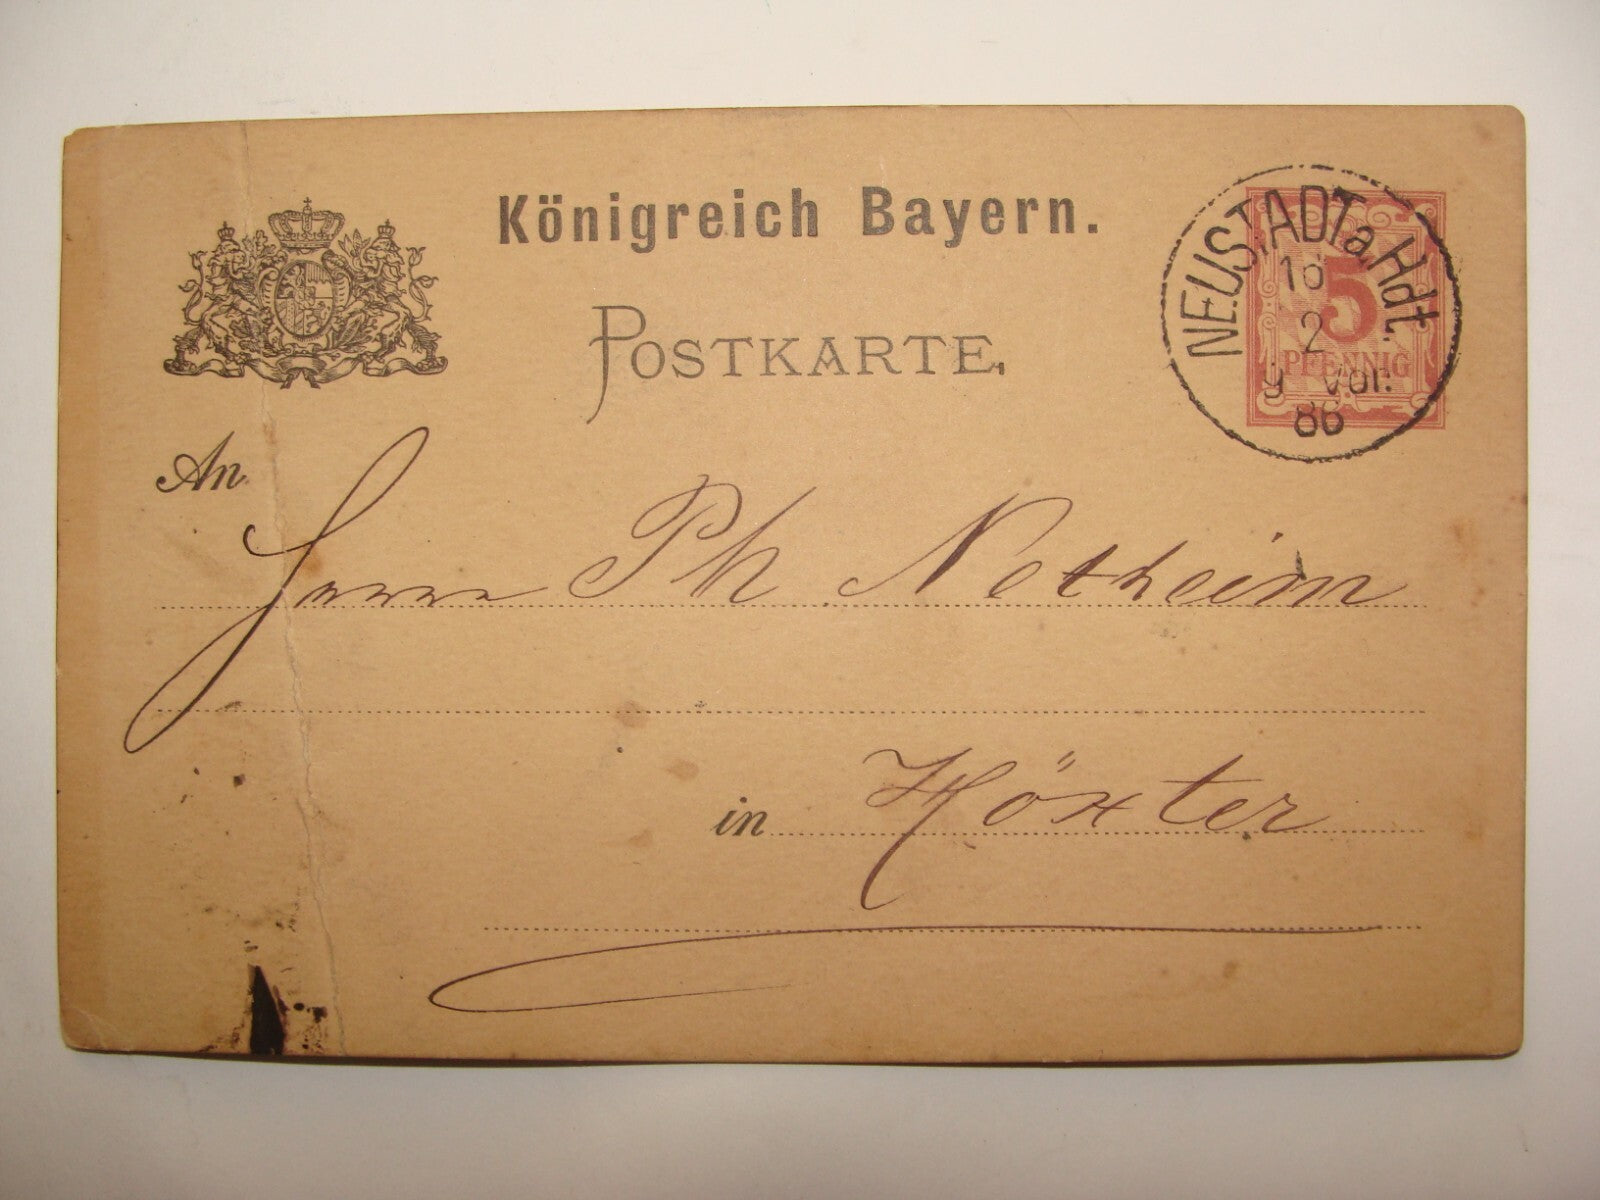 Königreich Bayern.
POSTKARTE.
NEUSTADT a. Hdt.
16
2
9 Vor.
86
5
PFENNIG
An
Herrn Ph Netheim
in Höxter